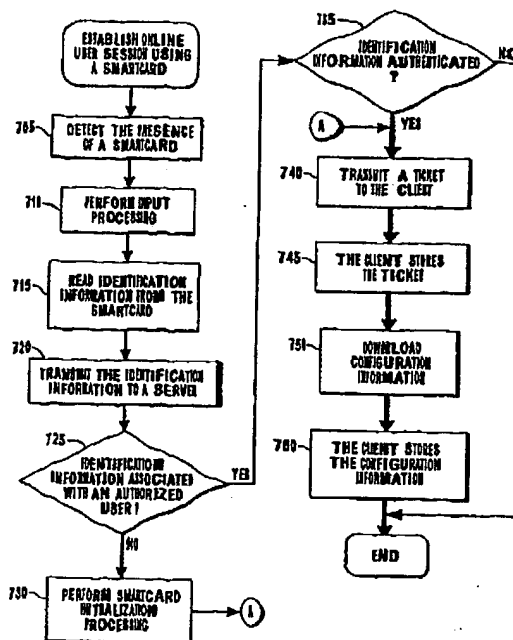 ESTABLISH ONLINE
USER SESSION USING
A SMARTCARD
705
DETECT THE PRESENCE
OF A SMARTCARD
710
PERFORM INPUT
PROCESSING
715
READ IDENTIFICATION
INFORMATION FROM THE
SMARTCARD
720
TRANSMIT THE IDENTIFICATION
INFORMATION TO A SERVER
725
IDENTIFICATION
INFORMATION ASSOCIATED
WITH AN AUTHORIZED
USER?
YES
NO
730
PERFORM SMARTCARD
INITIALIZATION
PROCESSING
A
735
IDENTIFICATION
INFORMATION AUTHENTICATED
?
NO
A
YES
740
TRANSMIT A TICKET
TO THE CLIENT
745
THE CLIENT STORES
THE TICKET
750
DOWNLOAD
CONFIGURATION
INFORMATION
760
THE CLIENT STORES
THE CONFIGURATION
INFORMATION
END